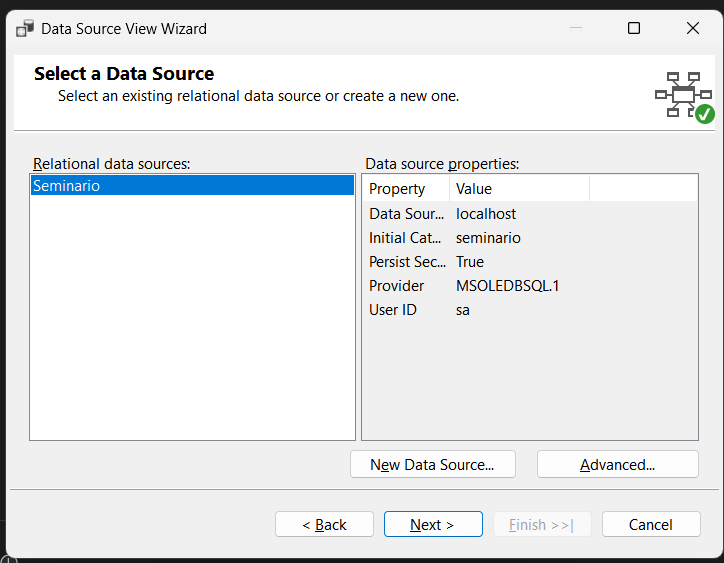 Data Source View Wizard
Select a Data Source
Select an existing relational data source or create a new one.
Relational data sources:
Seminario
Data source properties:
Property Value
Data Sour... localhost
Initial Cat... seminario
Persist Sec... True
Provider MSOLEDBSQL.1
User ID sa
New Data Source... Advanced...
< Back Next > Finish >>| Cancel